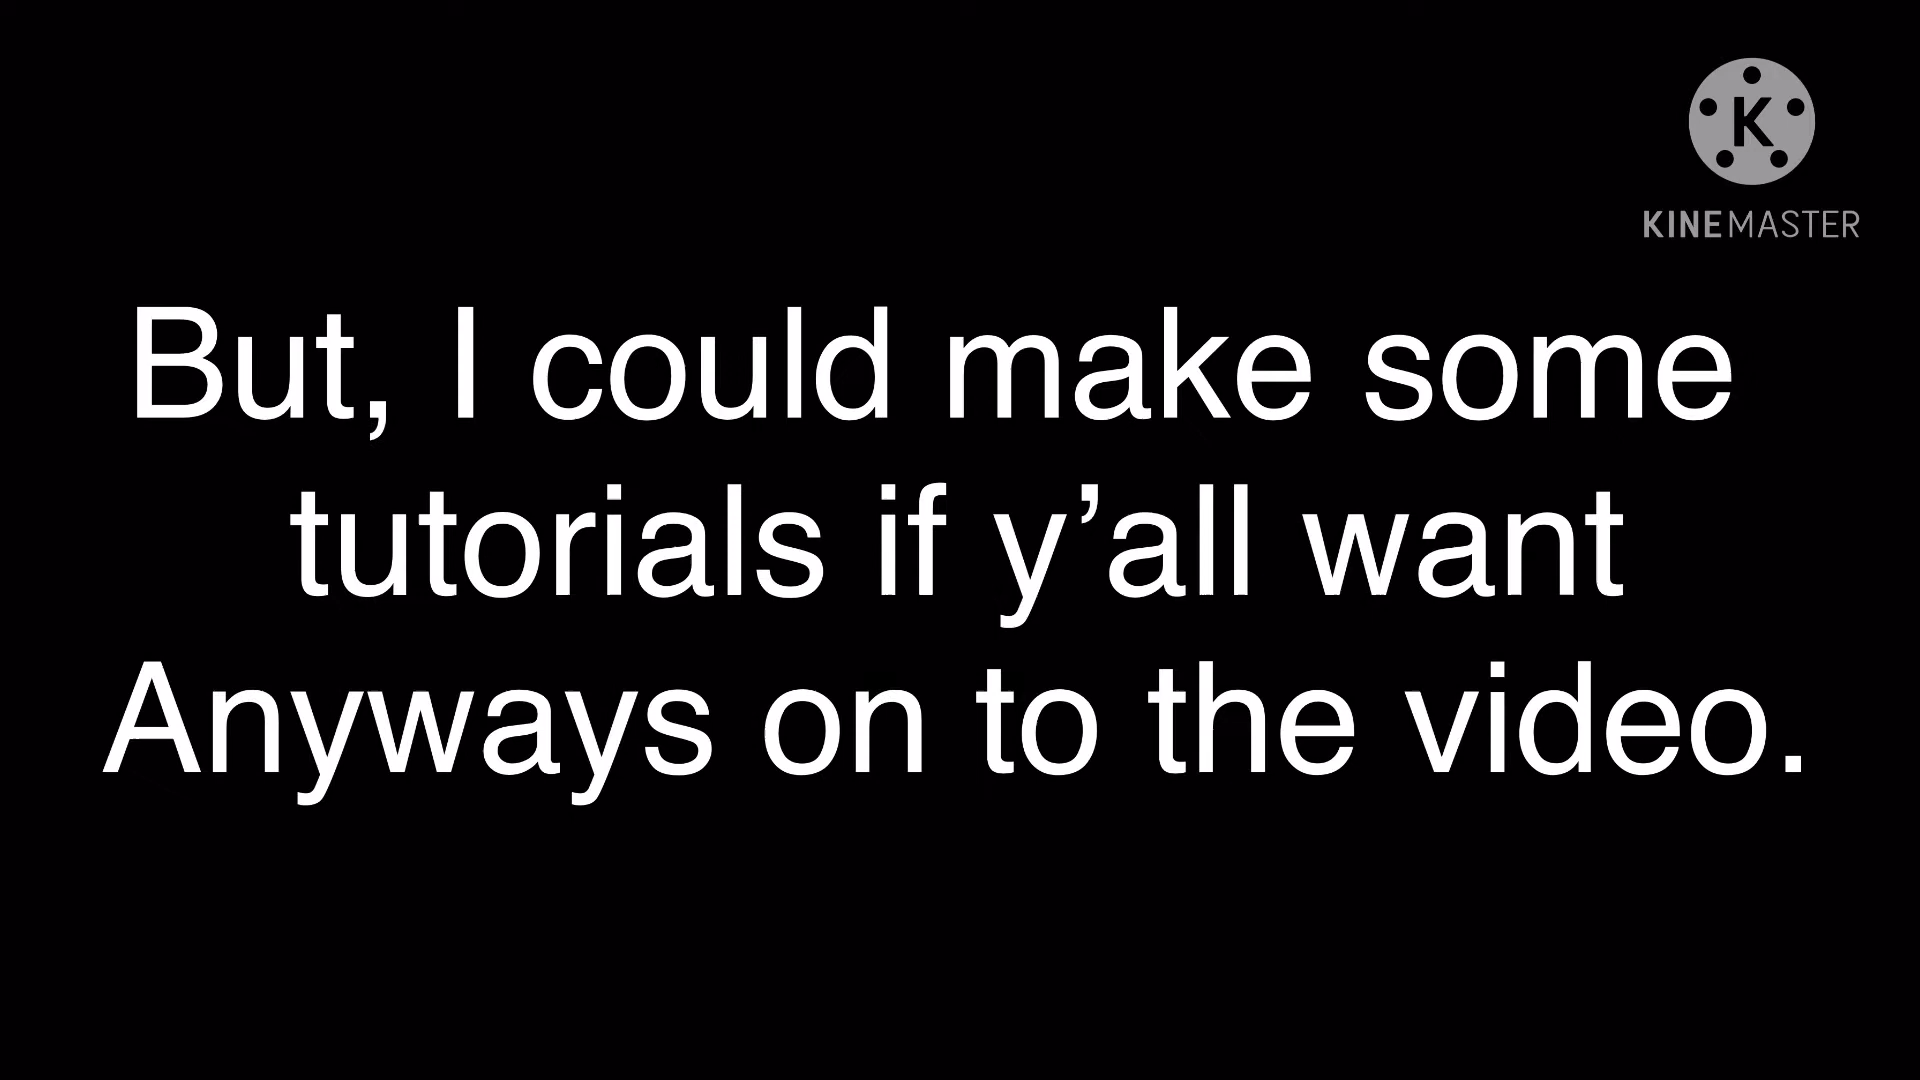 K
KINEMASTER
But, I could make some
tutorials if y’all want
Anyways on to the video.